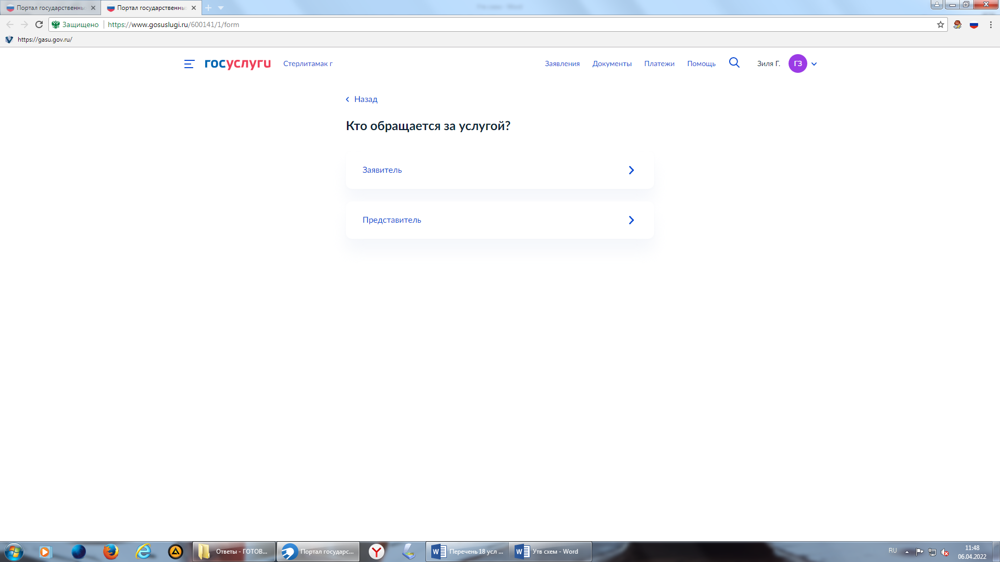 Портал государственны
Портал государственны
Защищено
https://www.gosuslugi.ru/600141/1/form
https://gasu.gov.ru/
госуслуги
Стерлитамак г
Заявления
Документы
Платежи
Помощь
Зиля Г.
ГЗ
Назад
Кто обращается за услугой?
Заявитель
Представитель
Ответы - ГОТОВ...
Портал государс...
Перечень 18 усл ...
Утв схем - Word
RU
11:48
06.04.2022